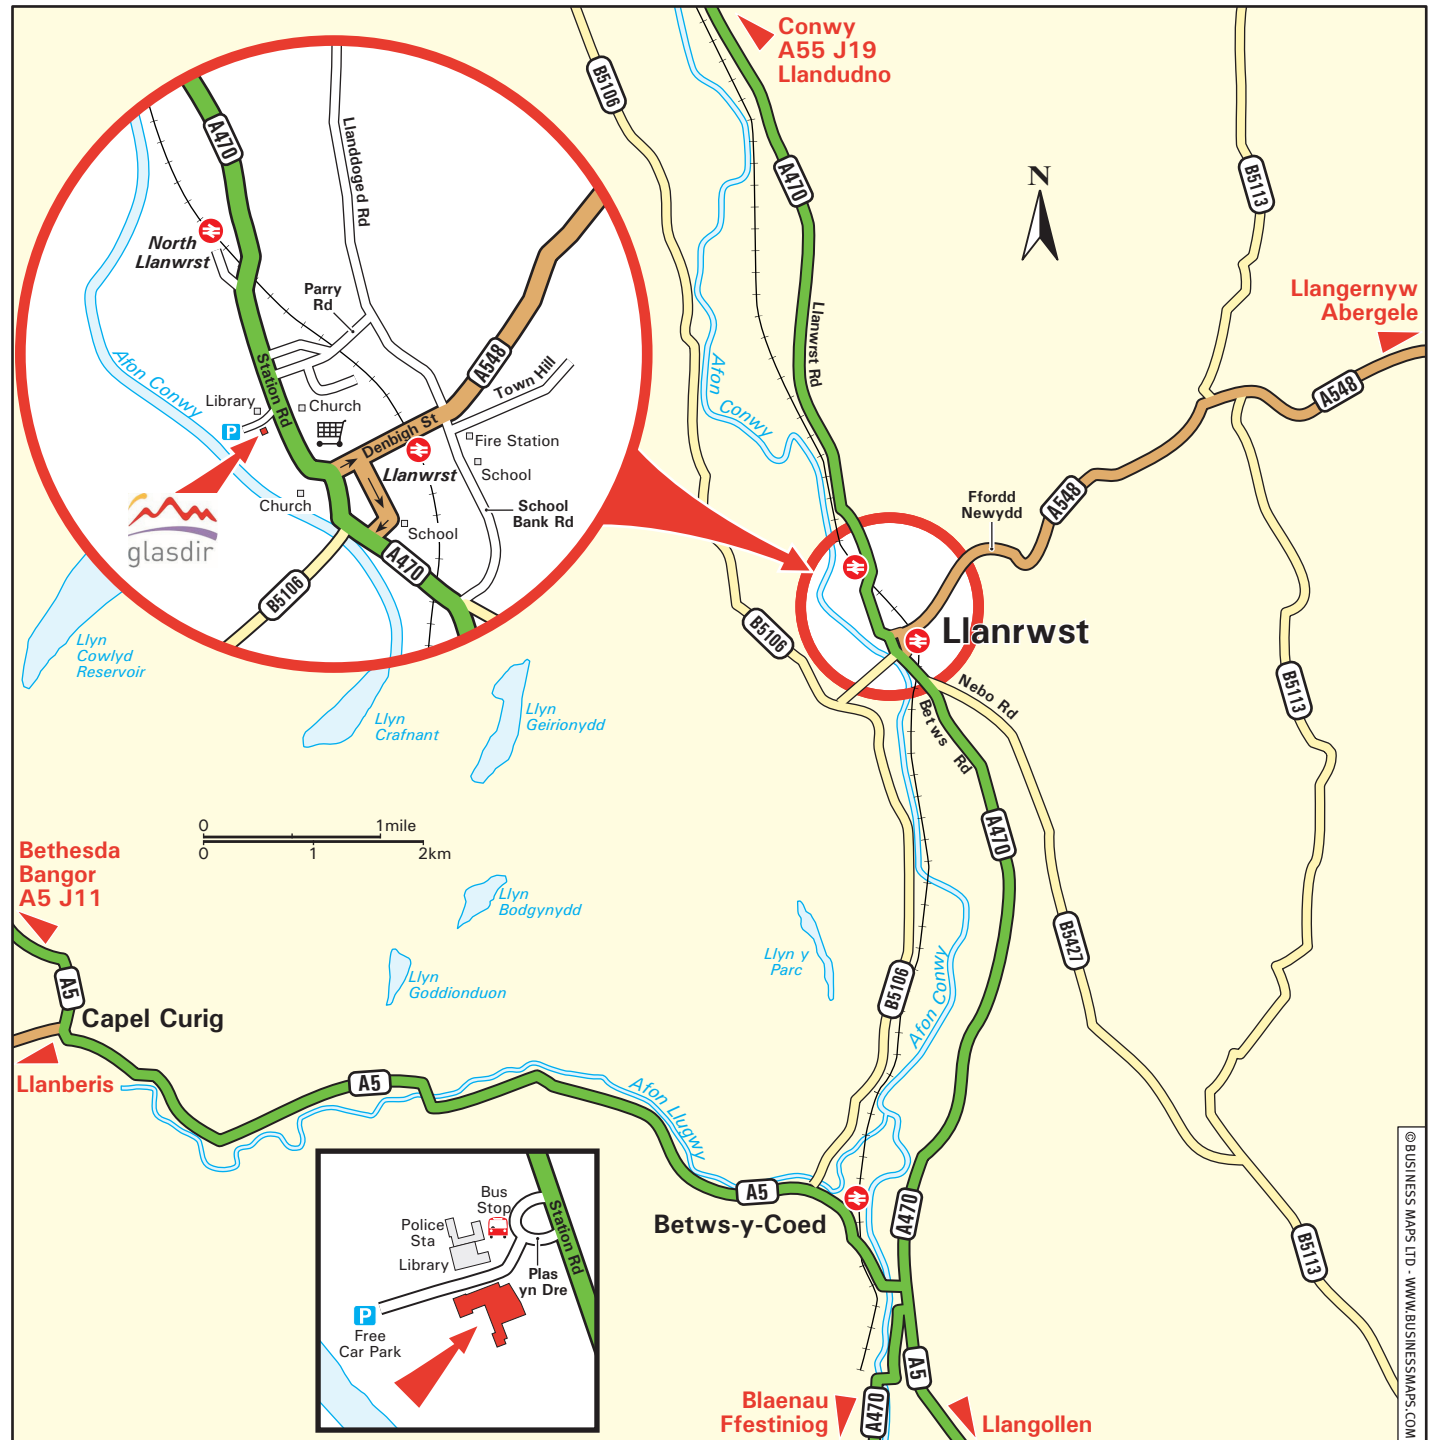 Conwy
A55 J19
Llandudno
B5106
A470
B5113
N
Llangernyw
Abergele
A548
Llanrwst Rd
Afon Conwy
A470
Llanddoged Rd
North
Llanwrst
Parry
Rd
Afon Conwy
Station Rd
A548
Town Hill
Library
Church
P
Denbigh St
Fire Station
Llanwrst
School
Church
School
Bank Rd
School
glasdir
A470
B5106
Ffordd
Newydd
A548
Llanrwst
B5106
Nebo Rd
Betws Rd
B5113
Llyn
Cowlyd
Reservoir
Llyn
Crafnant
Llyn
Geirionydd
0 1mile
0 1 2km
A470
Bethesda
Bangor
A5 J11
Llyn
Bodgynydd
Llyn
Goddionduon
Llyn y
Parc
B5106
Afon Conwy
B5427
A5
Capel Curig
Llanberis
A5
Afon Llugwy
A5
Betws-y-Coed
A470
B5113
Bus
Stop
Police
Sta
Library
Station Rd
Plas
yn Dre
P
Free
Car Park
A5
A470
Blaenau
Ffestiniog
Llangollen
© BUSINESS MAPS LTD - WWW.BUSINESSMAPS.COM